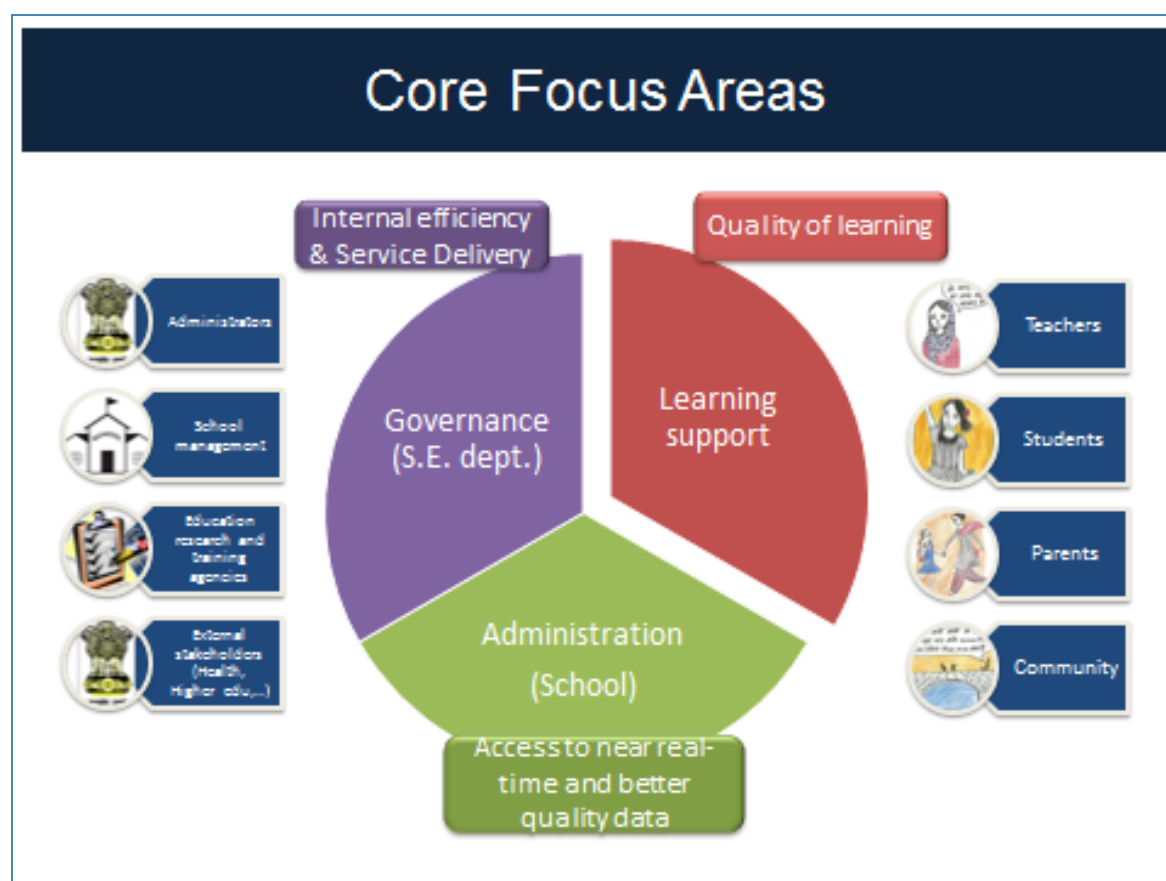 Core Focus Areas
Internal efficiency
& Service Delivery
Quality of learning
Administrators
School
management
Education
research and
training
agencies
External
stakeholders
(Health,
Higher edu,...)
Governance
(S.E. dept.)
Learning
support
Administration
(School)
Access to near real-
time and better
quality data
Teachers
Students
Parents
Community